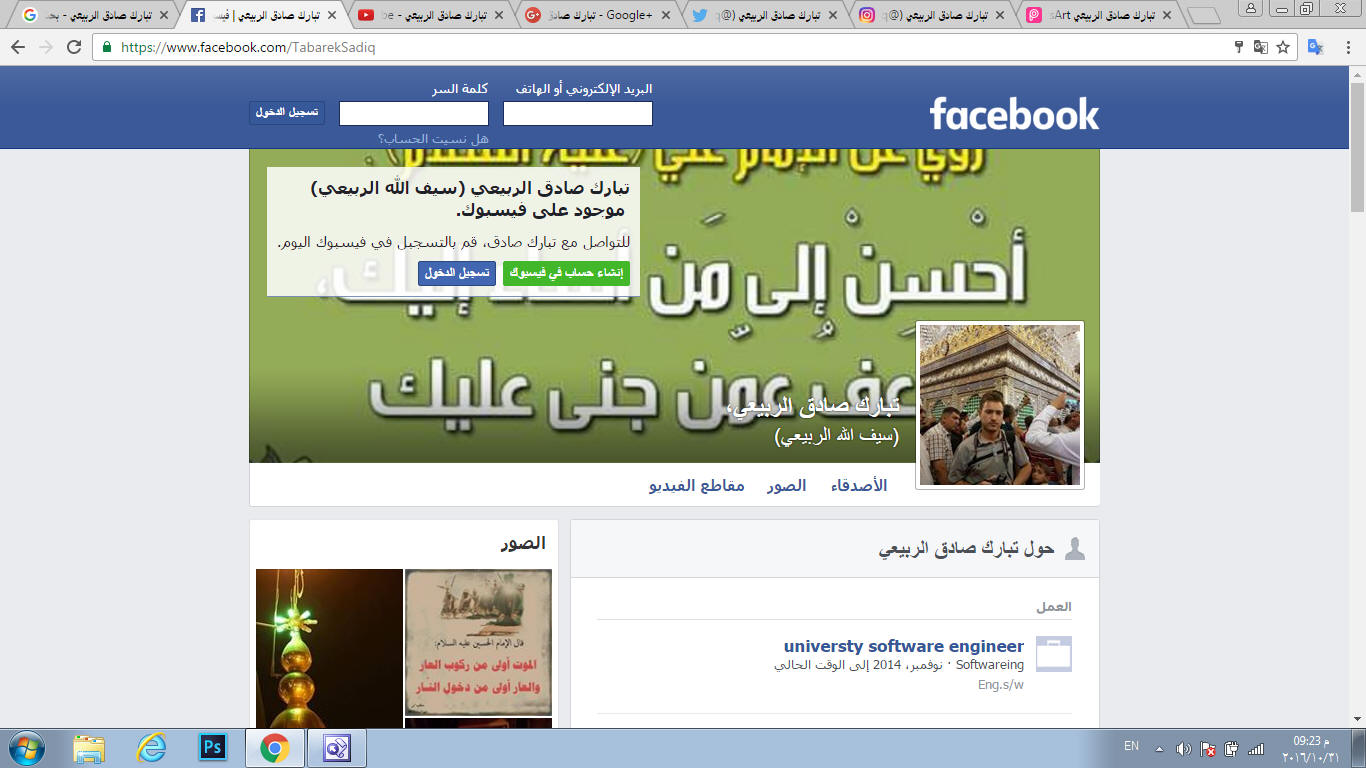 تبارك صادق الربيعي - بحـ
تبارك صادق الربيعي | فيسـ
تبارك صادق الربيعي - be
تبارك صادق - Google+
تبارك صادق الربيعي (@
تبارك صادق الربيعي (@
تبارك صادق الربيعي sArt
https://www.facebook.com/TabarekSadiq
facebook
البريد الإلكتروني أو الهاتف
كلمة السر
تسجيل الدخول
هل نسيت الحساب؟
روي عن الإمام علي (عليه السلام) :
تبارك صادق الربيعي (سيف الله الربيعي)
موجود على فيسبوك.
للتواصل مع تبارك صادق، قم بالتسجيل في فيسبوك اليوم.
إنشاء حساب في فيسبوك
تسجيل الدخول
أحْسِنْ إلى مَن
إليك،
عمن جنى عليك
تبارك صادق الربيعي،
(سيف الله الربيعي)
الأصدقاء
الصور
مقاطع الفيديو
حول تبارك صادق الربيعي
العمل
universty software engineer
Softwareing · نوفمبر، 2014 إلى الوقت الحالي
Eng.s/w
الصور
قال الإمام الحسين عليه السلام:
الموت أولى من ركوب العار
والعار أولى من دخول النار
Ps
EN
09:23 م
٢٠١٦/١٠/٣١